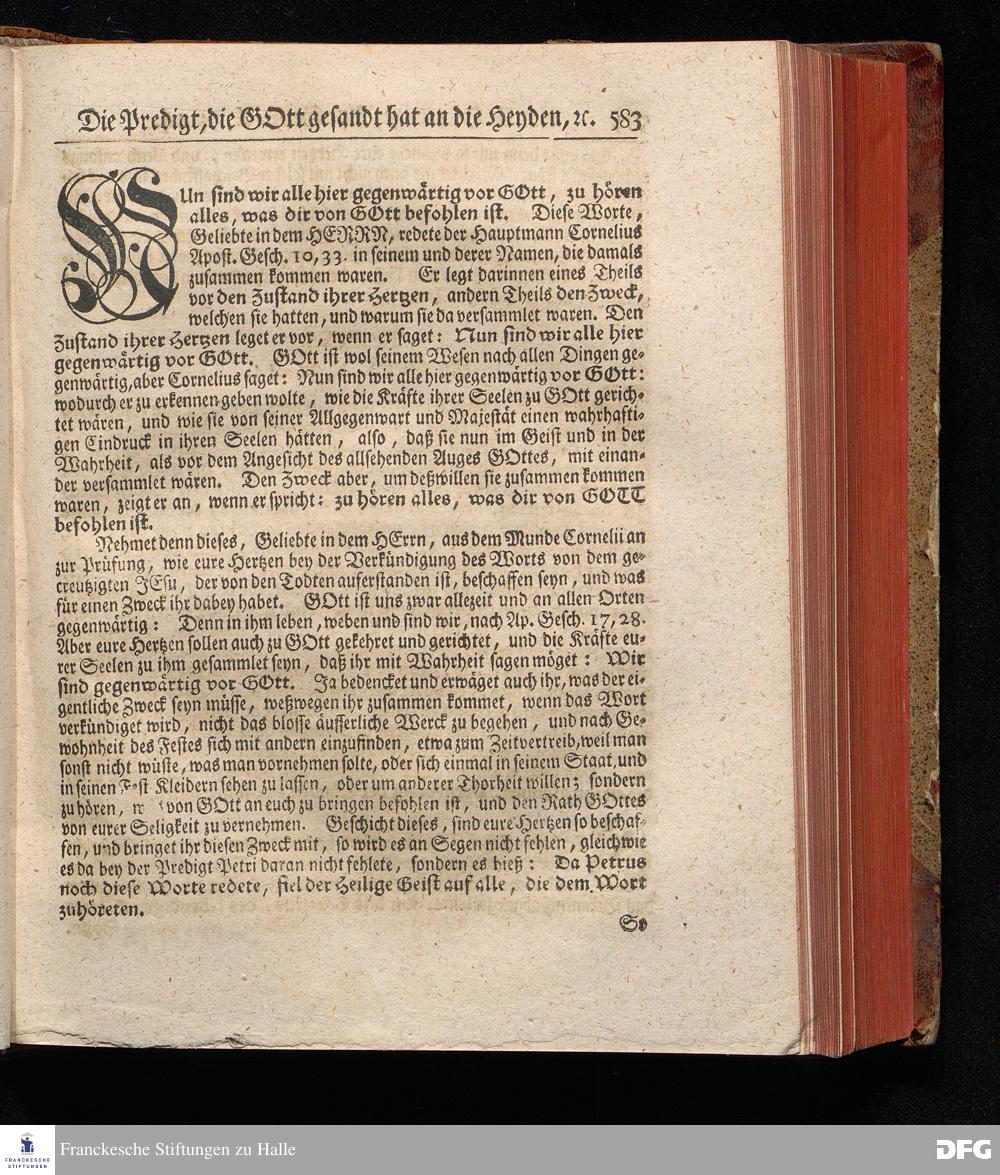 Die Predigt, die GOtt gesandt hat an die Heyden, ꝛc. 583
NUn sind wir alle hier gegenwärtig vor GOtt, zu hören
alles, was dir von GOtt befohlen ist. Diese Worte,
Geliebte in dem HERRN, redete der Hauptmann Cornelius
Apost. Gesch. 10, 33. in seinem und derer Namen, die damals
zusammen kommen waren. Er legt darinnen eines Theils
vor den Zustand ihrer Hertzen, andern Theils den Zweck,
welchen sie hatten, und warum sie da versammlet waren. Den
Zustand ihrer Hertzen leget er vor, wenn er saget: Nun sind wir alle hier
gegenwärtig vor GOtt. GOtt ist wol seinem Wesen nach allen Dingen ge-
genwärtig, aber Cornelius saget: Nun sind wir alle hier gegenwärtig vor GOtt:
wodurch er zu erkennen geben wolte, wie die Kräfte ihrer Seelen zu GOtt gerich-
tet wären, und wie sie von seiner Allgegenwart und Majestät einen wahrhafti-
gen Eindruck in ihren Seelen hätten, also, daß sie nun im Geist und in der
Wahrheit, als vor dem Angesicht des allsehenden Auges GOttes, mit einan-
der versammlet wären. Den Zweck aber, um deßwillen sie zusammen kommen
waren, zeigt er an, wenn er spricht: zu hören alles, was dir von GOTT
befohlen ist.
Nehmet denn dieses, Geliebte in dem HErrn, aus dem Munde Cornelii an
zur Prüfung, wie eure Hertzen bey der Verkündigung des Worts von dem ge-
creutzigten JEsu, der von den Todten auferstanden ist, beschaffen seyn, und was
für einen Zweck ihr dabey habet. GOtt ist uns zwar allezeit und an allen Orten
gegenwärtig: Denn in ihm leben, weben und sind wir, nach Ap. Gesch. 17, 28.
Aber eure Hertzen sollen auch zu GOtt gekehret und gerichtet, und die Kräfte eu-
rer Seelen zu ihm gesammlet seyn, daß ihr mit Wahrheit sagen möget: Wir
sind gegenwärtig vor GOtt. Ja bedencket und erwäget auch ihr, was der ei-
gentliche Zweck seyn müsse, weßwegen ihr zusammen kommet, wenn das Wort
verkündiget wird, nicht das blosse äusserliche Werck zu begehen, und nach Ge-
wohnheit des Festes sich mit andern einzufinden, etwa zum Zeitvertreib, weil man
sonst nicht wüste, was man vornehmen solte, oder sich einmal in seinem Staat, und
in seinen Fest Kleidern sehen zu lassen, oder um anderer Thorheit willen; sondern
zu hören, von GOtt an euch zu bringen befohlen ist, und den Rath GOttes
von eurer Seligkeit zu vernehmen. Geschicht dieses, sind eure Hertzen so beschaf-
fen, und bringet ihr diesen Zweck mit, so wird es an Segen nicht fehlen, gleichwie
es da bey der Predigt Petri daran nicht fehlete, sondern es hieß: Da Petrus
noch diese Worte redete, fiel der Heilige Geist auf alle, die dem Wort
zuhöreten.
So
FRANCKESCHE
STIFTUNGEN
Franckesche Stiftungen zu Halle
DFG